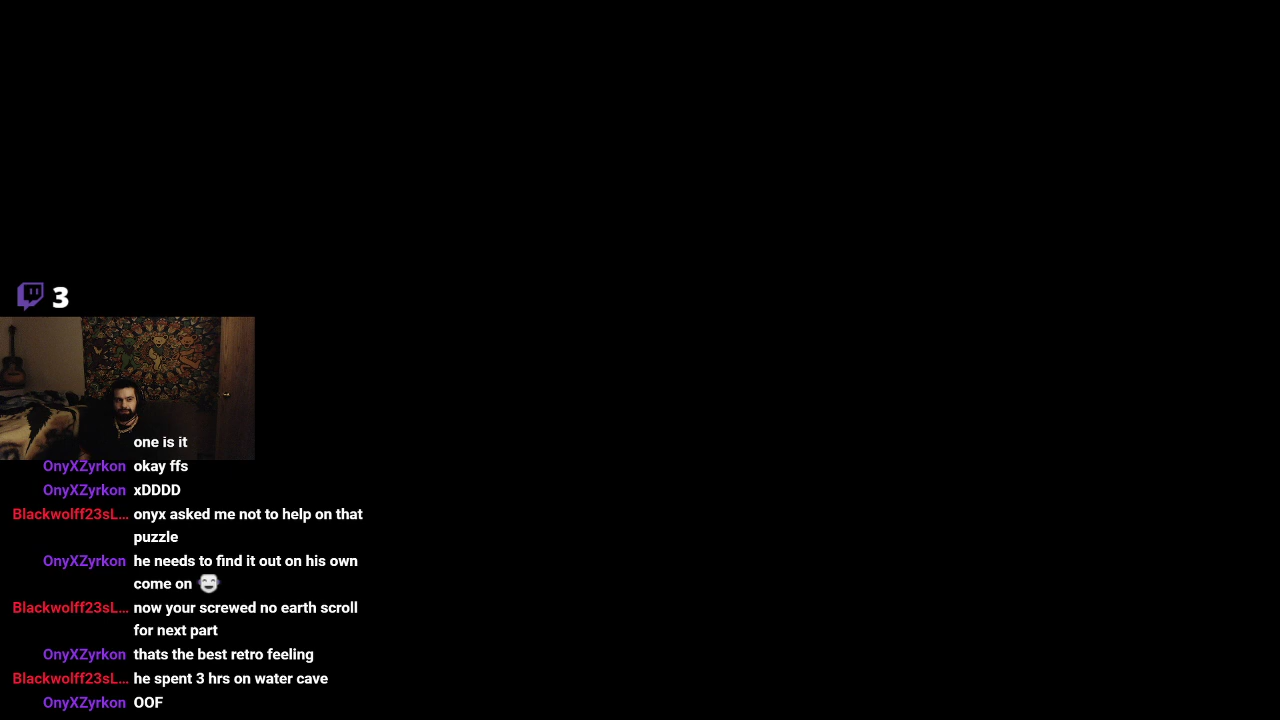 3
one is it
OnyXZyrkon okay ffs
OnyXZyrkon xDDDD
Blackwolff23sL... onyx asked me not to help on that
puzzle
OnyXZyrkon he needs to find it out on his own
come on
Blackwolff23sL... now your screwed no earth scroll
for next part
OnyXZyrkon thats the best retro feeling
Blackwolff23sL... he spent 3 hrs on water cave
OnyXZyrkon OOF